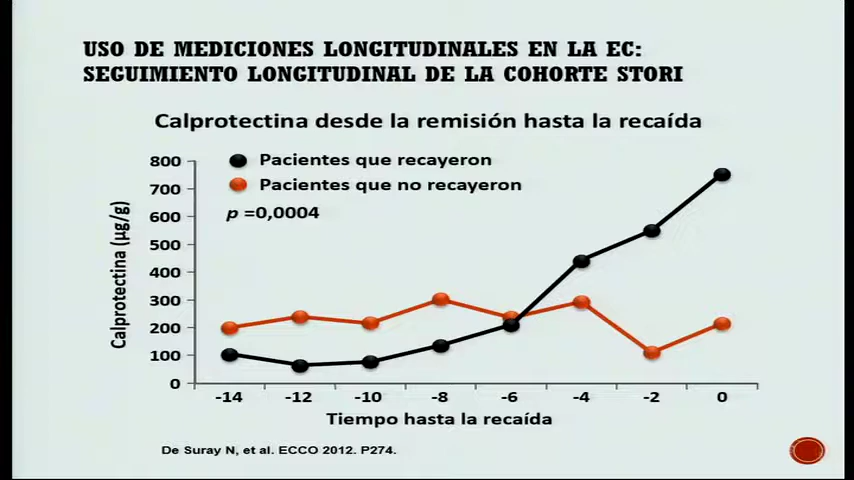 USO DE MEDICIONES LONGITUDINALES EN LA EC:
SEGUIMIENTO LONGITUDINAL DE LA COHORTE STORI
Calprotectina desde la remisión hasta la recaída
Pacientes que recayeron
Pacientes que no recayeron
p =0,0004
Calprotectina (µg/g)
800
700
600
500
400
300
200
100
0
-14 -12 -10 -8 -6 -4 -2 0
Tiempo hasta la recaída
De Suray N, et al. ECCO 2012. P274.